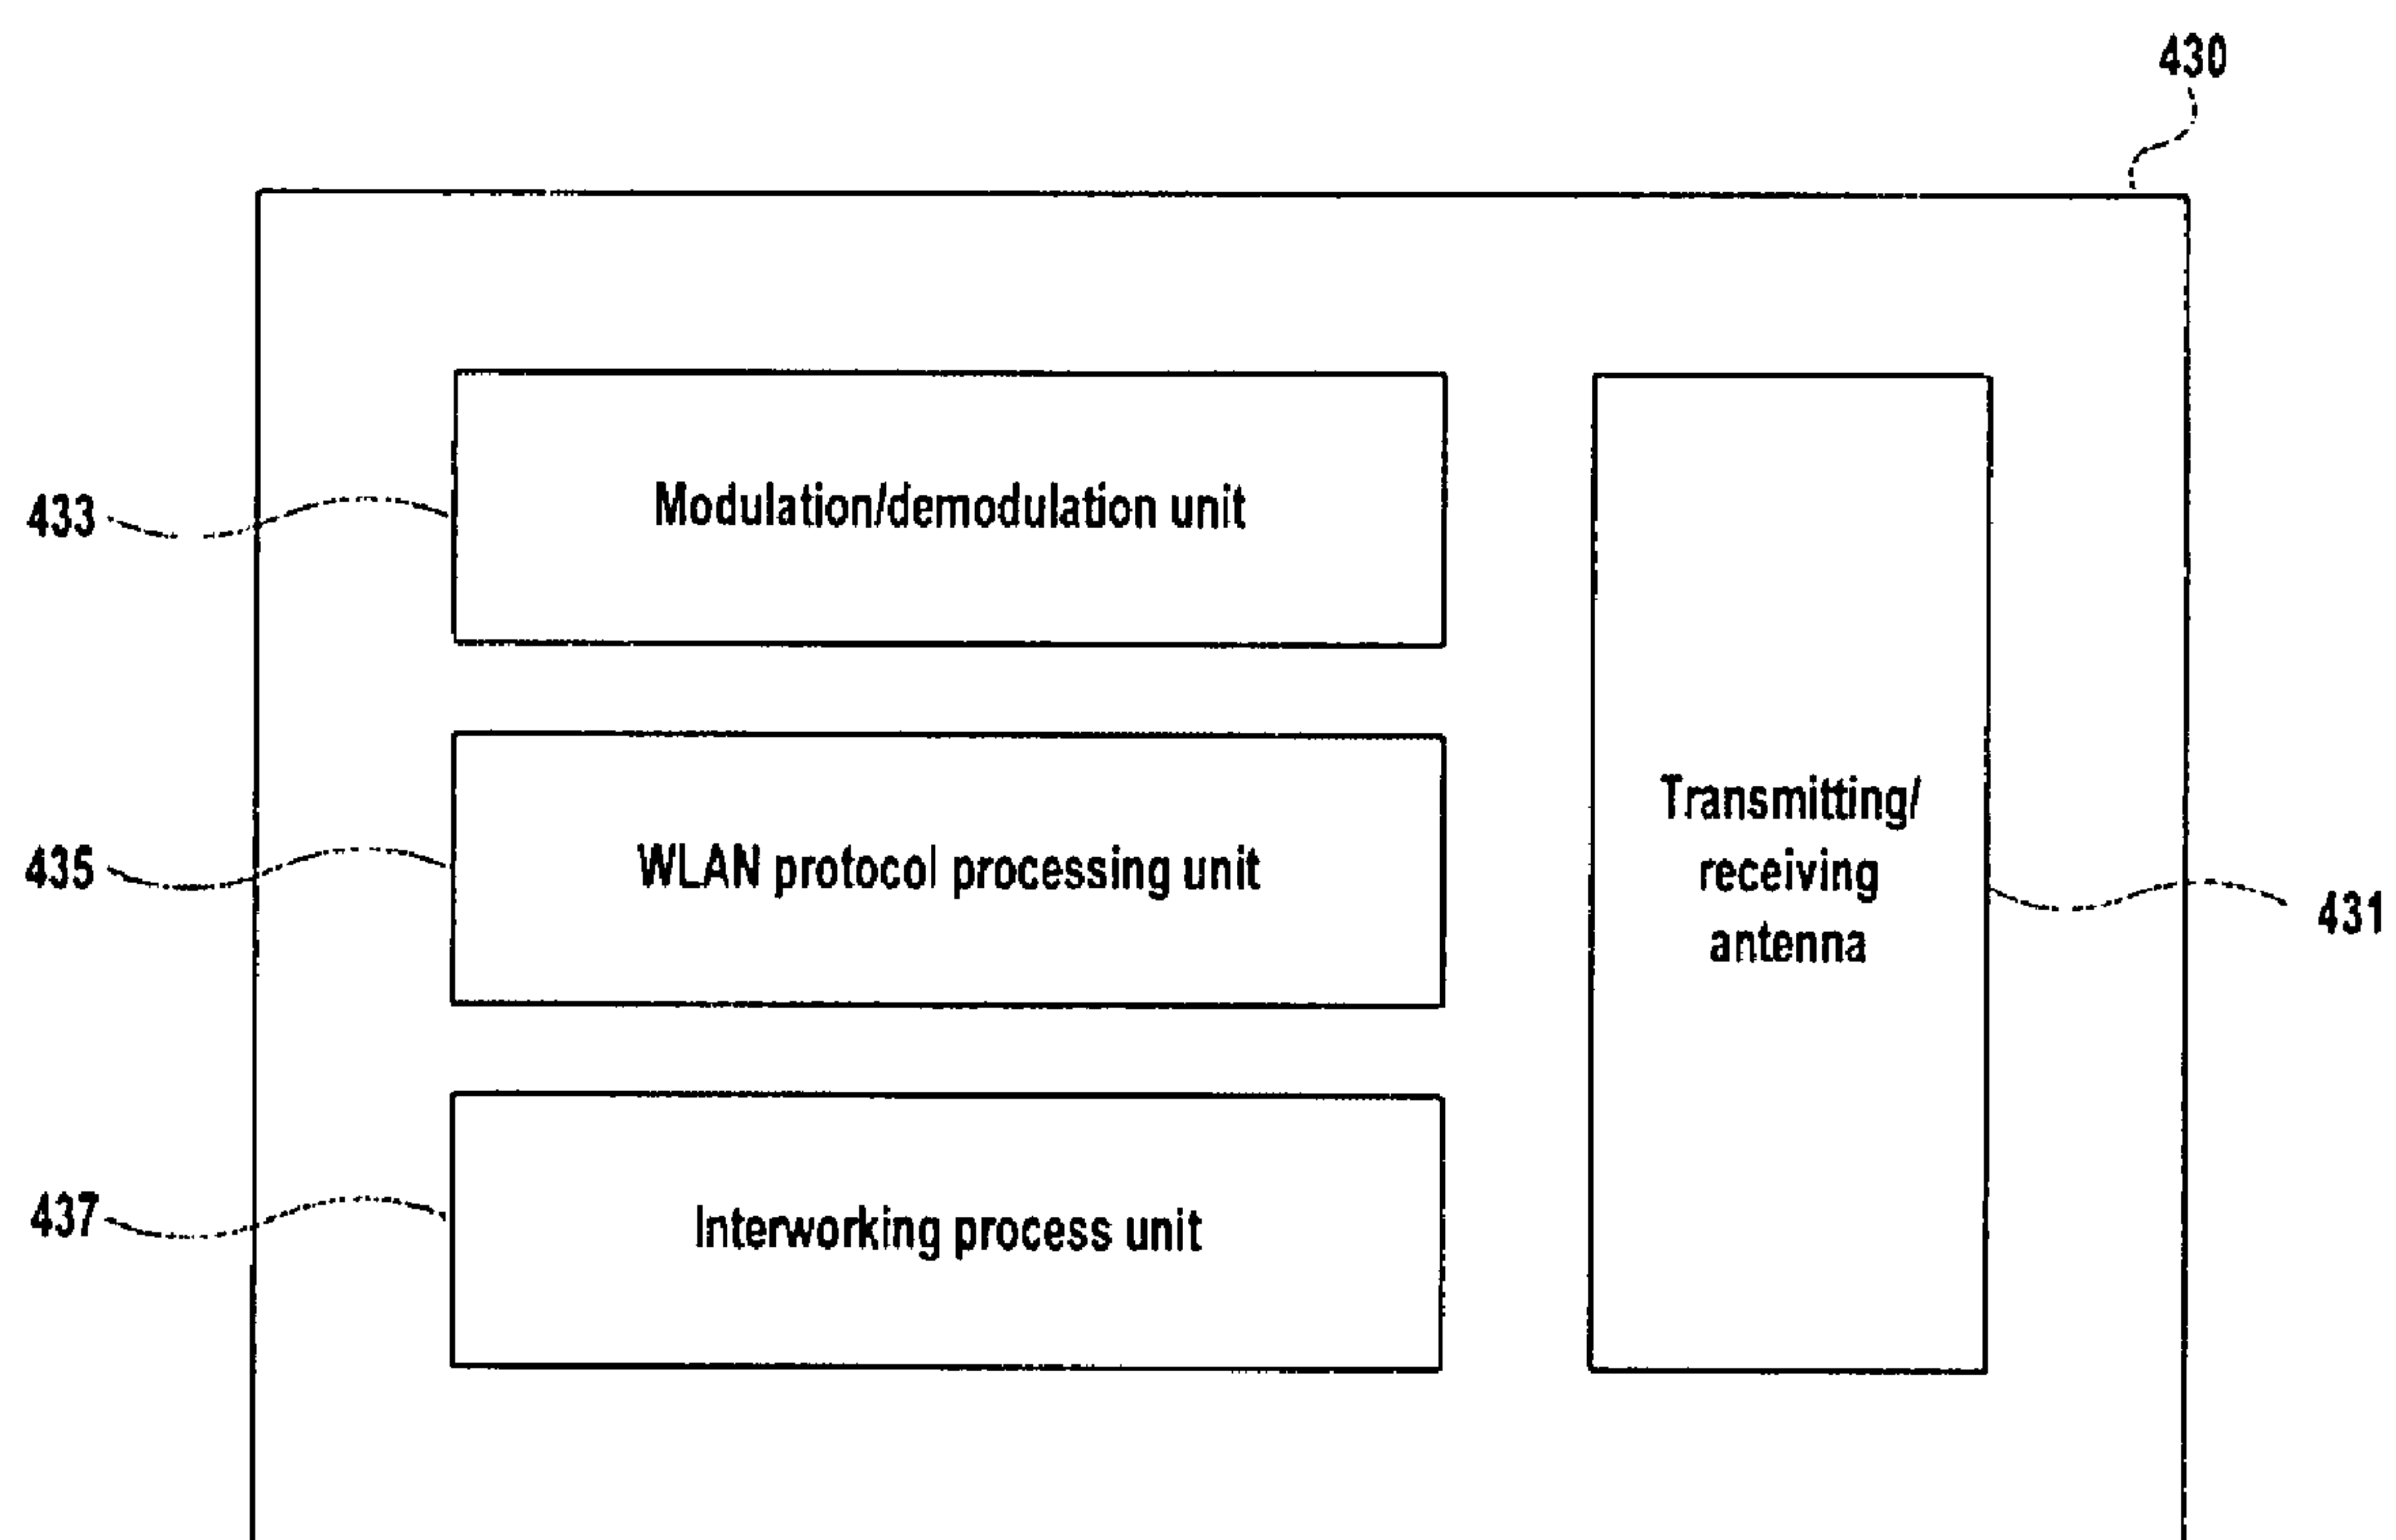 430
433
Modulation/demodulation unit
435
WLAN protocol processing unit
Transmitting/
receiving
antenna
431
437
Interworking process unit